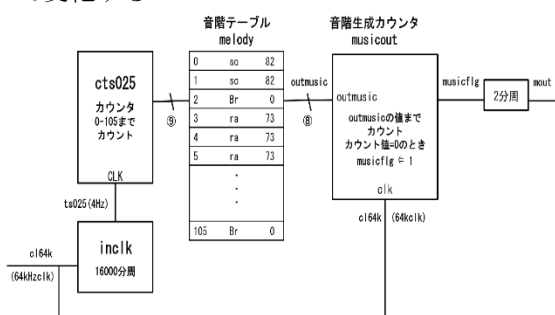 音階テーブル
melody
音階生成カウンタ
musicout
cts025
カウンタ
0-105まで
カウント
CLK
⑨
0 so 82
1 so 82
2 Br 0
3 ra 73
4 ra 73
5 ra 73
・
・
・
105 Br 0
outmusic
⑧
outmusic
outmusicの値まで
カウント
カウント値=0のとき
musicflg ⇐ 1
clk
musicflg
2分周
mout
ts025(4Hz)
inclk
16000分周
cl64k
(64kHzclk)
cl64k (64kclk)